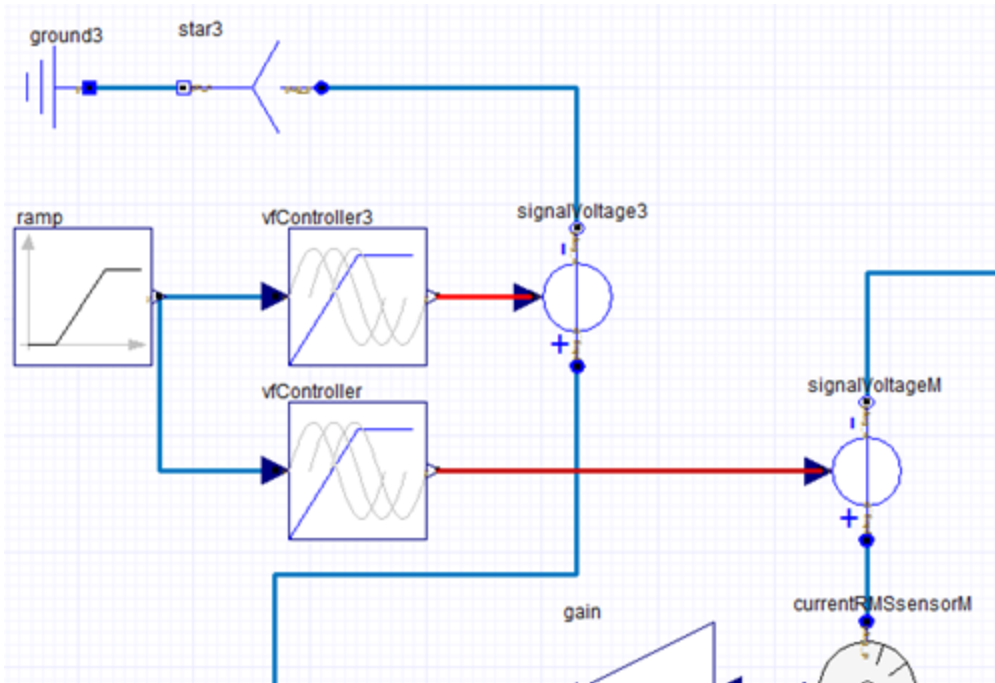 ground3
star3
ramp
vfController3
signalVoltage3
-
+
vfController
signalVoltageM
-
+
gain
currentRMSsensorM